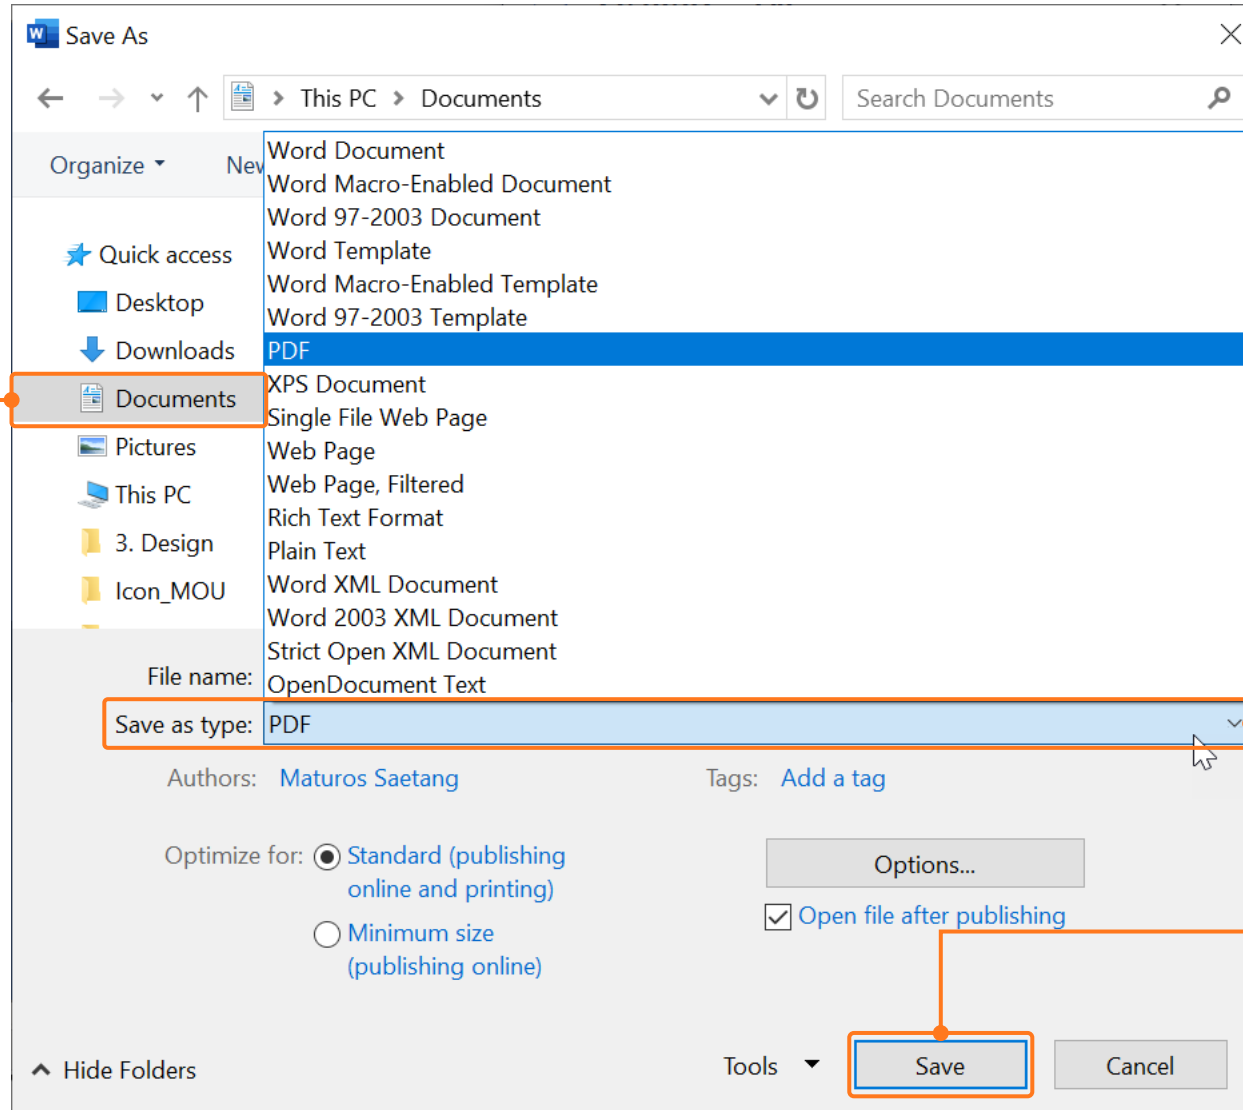 Save As
This PC > Documents
Search Documents
Organize
Nev
Word Document
Word Macro-Enabled Document
Word 97-2003 Document
Word Template
Word Macro-Enabled Template
Word 97-2003 Template
PDF
XPS Document
Single File Web Page
Web Page
Web Page, Filtered
Rich Text Format
Plain Text
Word XML Document
Word 2003 XML Document
Strict Open XML Document
OpenDocument Text
Quick access
Desktop
Downloads
Documents
Pictures
This PC
3. Design
Icon_MOU
File name:
Save as type: PDF
Authors: Maturos Saetang
Tags: Add a tag
Optimize for: Standard (publishing
online and printing)
Minimum size
(publishing online)
Options...
Open file after publishing
Hide Folders
Tools
Save
Cancel